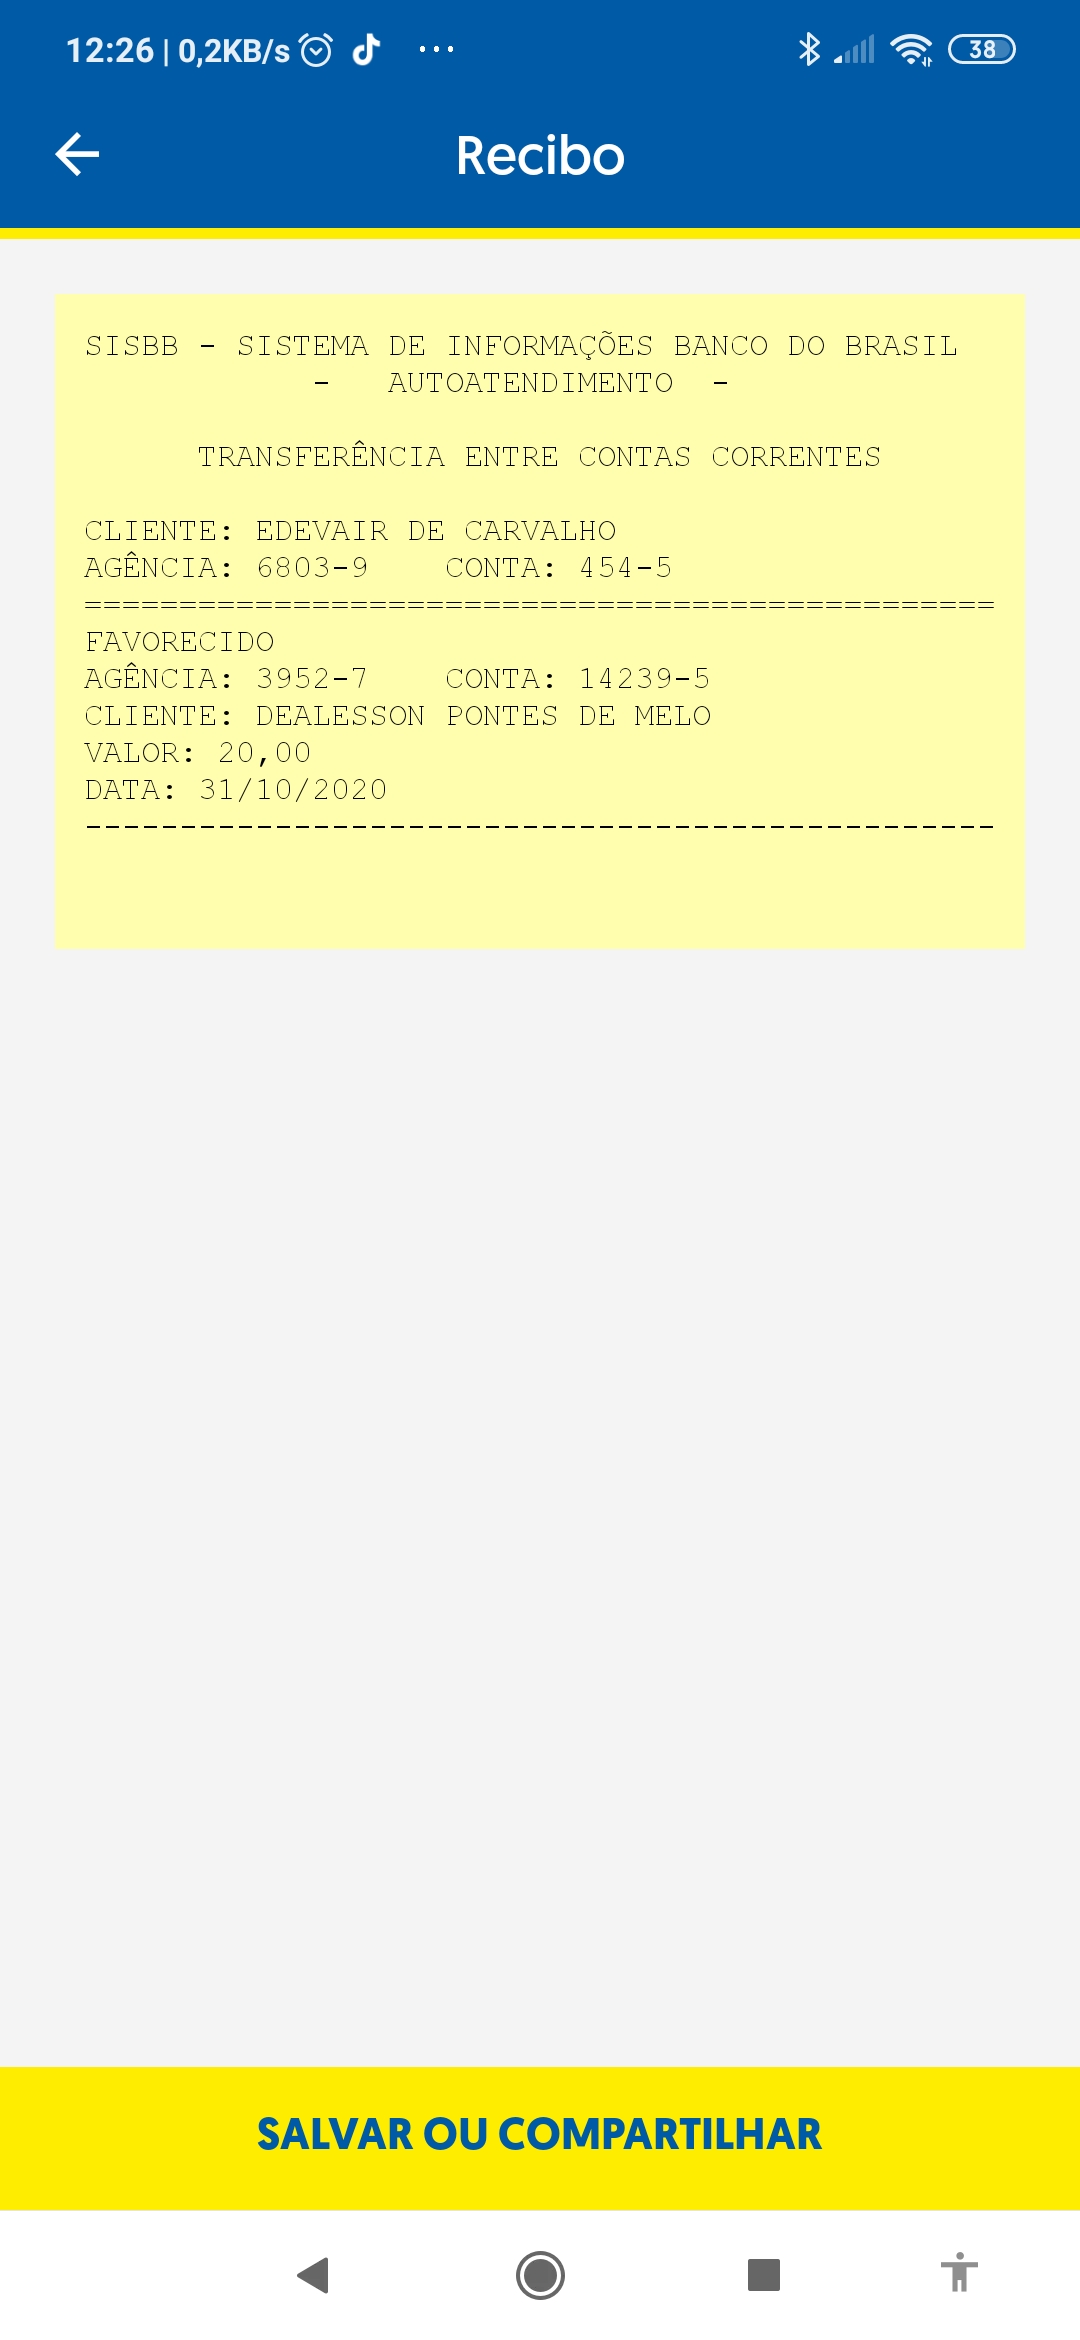 12:26 | 0,2KB/s ... 38
Recibo
SISBB - SISTEMA DE INFORMAÇÕES BANCO DO BRASIL
- AUTOATENDIMENTO -
TRANSFERÊNCIA ENTRE CONTAS CORRENTES
CLIENTE: EDEVAIR DE CARVALHO
AGÊNCIA: 6803-9 CONTA: 454-5
================================================
FAVORECIDO
AGÊNCIA: 3952-7 CONTA: 14239-5
CLIENTE: DEALESSON PONTES DE MELO
VALOR: 20,00
DATA: 31/10/2020
------------------------------------------------
SALVAR OU COMPARTILHAR